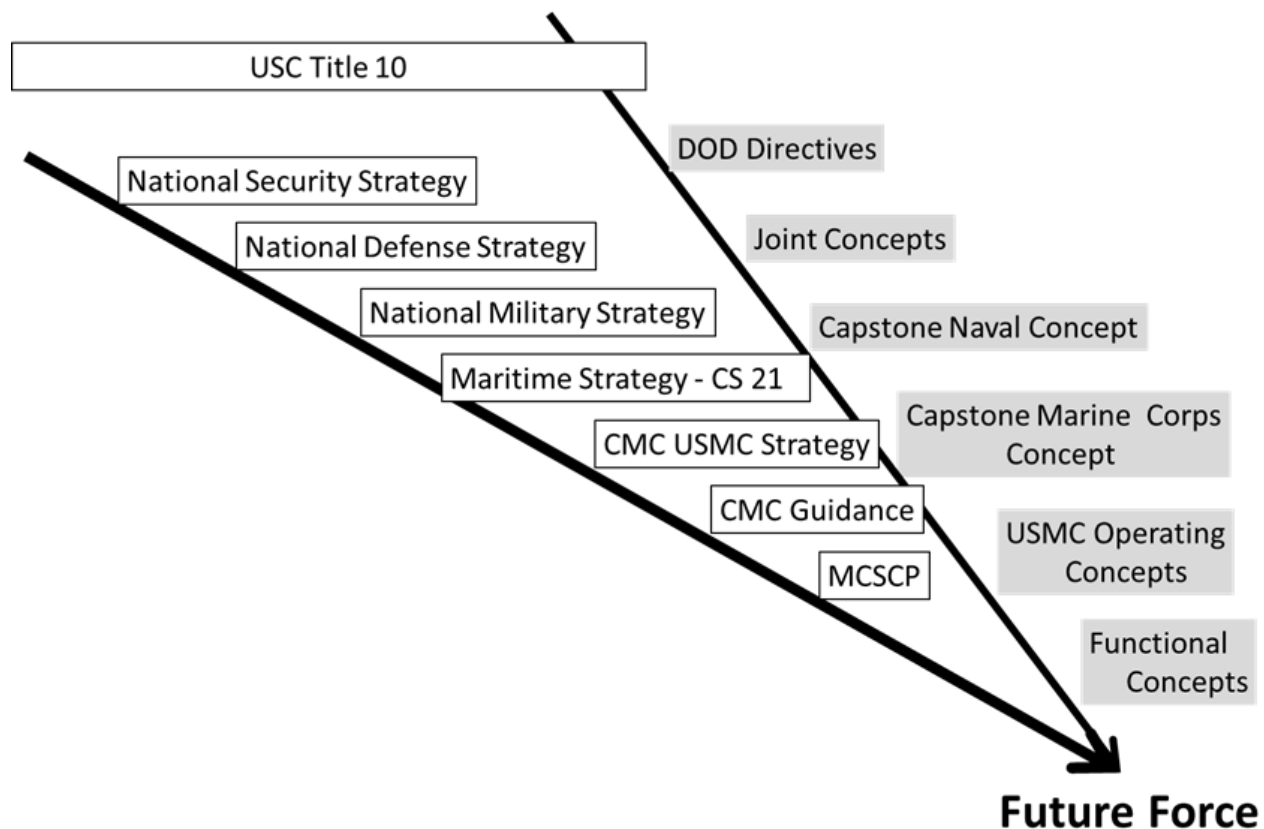 USC Title 10
DOD Directives
National Security Strategy
Joint Concepts
National Defense Strategy
National Military Strategy
Capstone Naval Concept
Maritime Strategy - CS 21
Capstone Marine Corps
Concept
CMC USMC Strategy
CMC Guidance
USMC Operating
Concepts
MCSCP
Functional
Concepts
Future Force